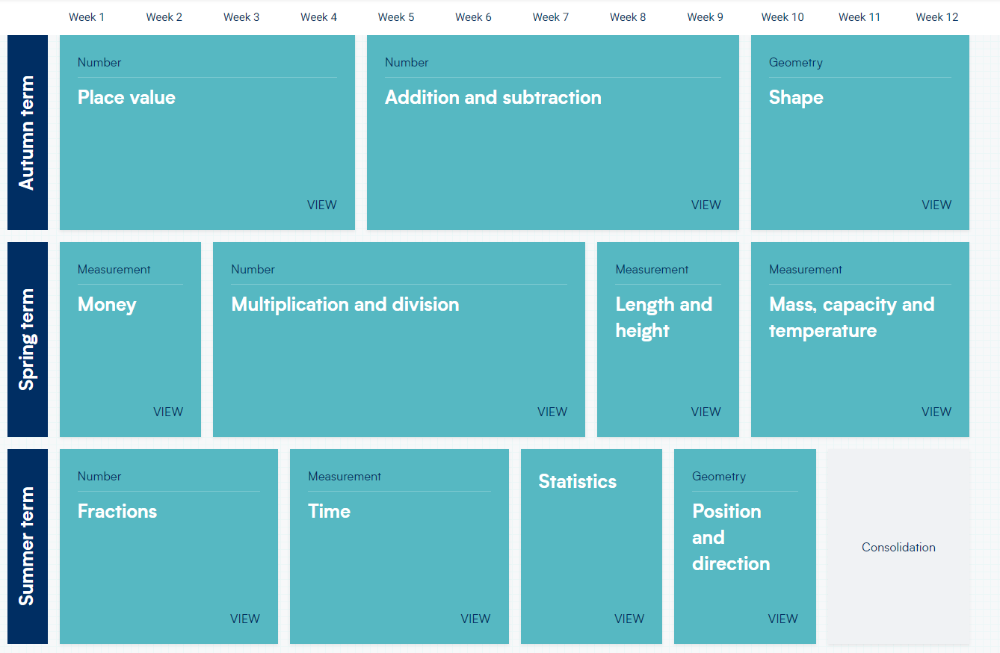 Week 1 Week 2 Week 3 Week 4 Week 5 Week 6 Week 7 Week 8 Week 9 Week 10 Week 11 Week 12
Autumn term
Number
Place value
VIEW
Number
Addition and subtraction
VIEW
Geometry
Shape
VIEW
Spring term
Measurement
Money
VIEW
Number
Multiplication and division
VIEW
Measurement
Length and
height
VIEW
Measurement
Mass, capacity and
temperature
VIEW
Summer term
Number
Fractions
VIEW
Measurement
Time
VIEW
Statistics
VIEW
Geometry
Position
and
direction
VIEW
Consolidation